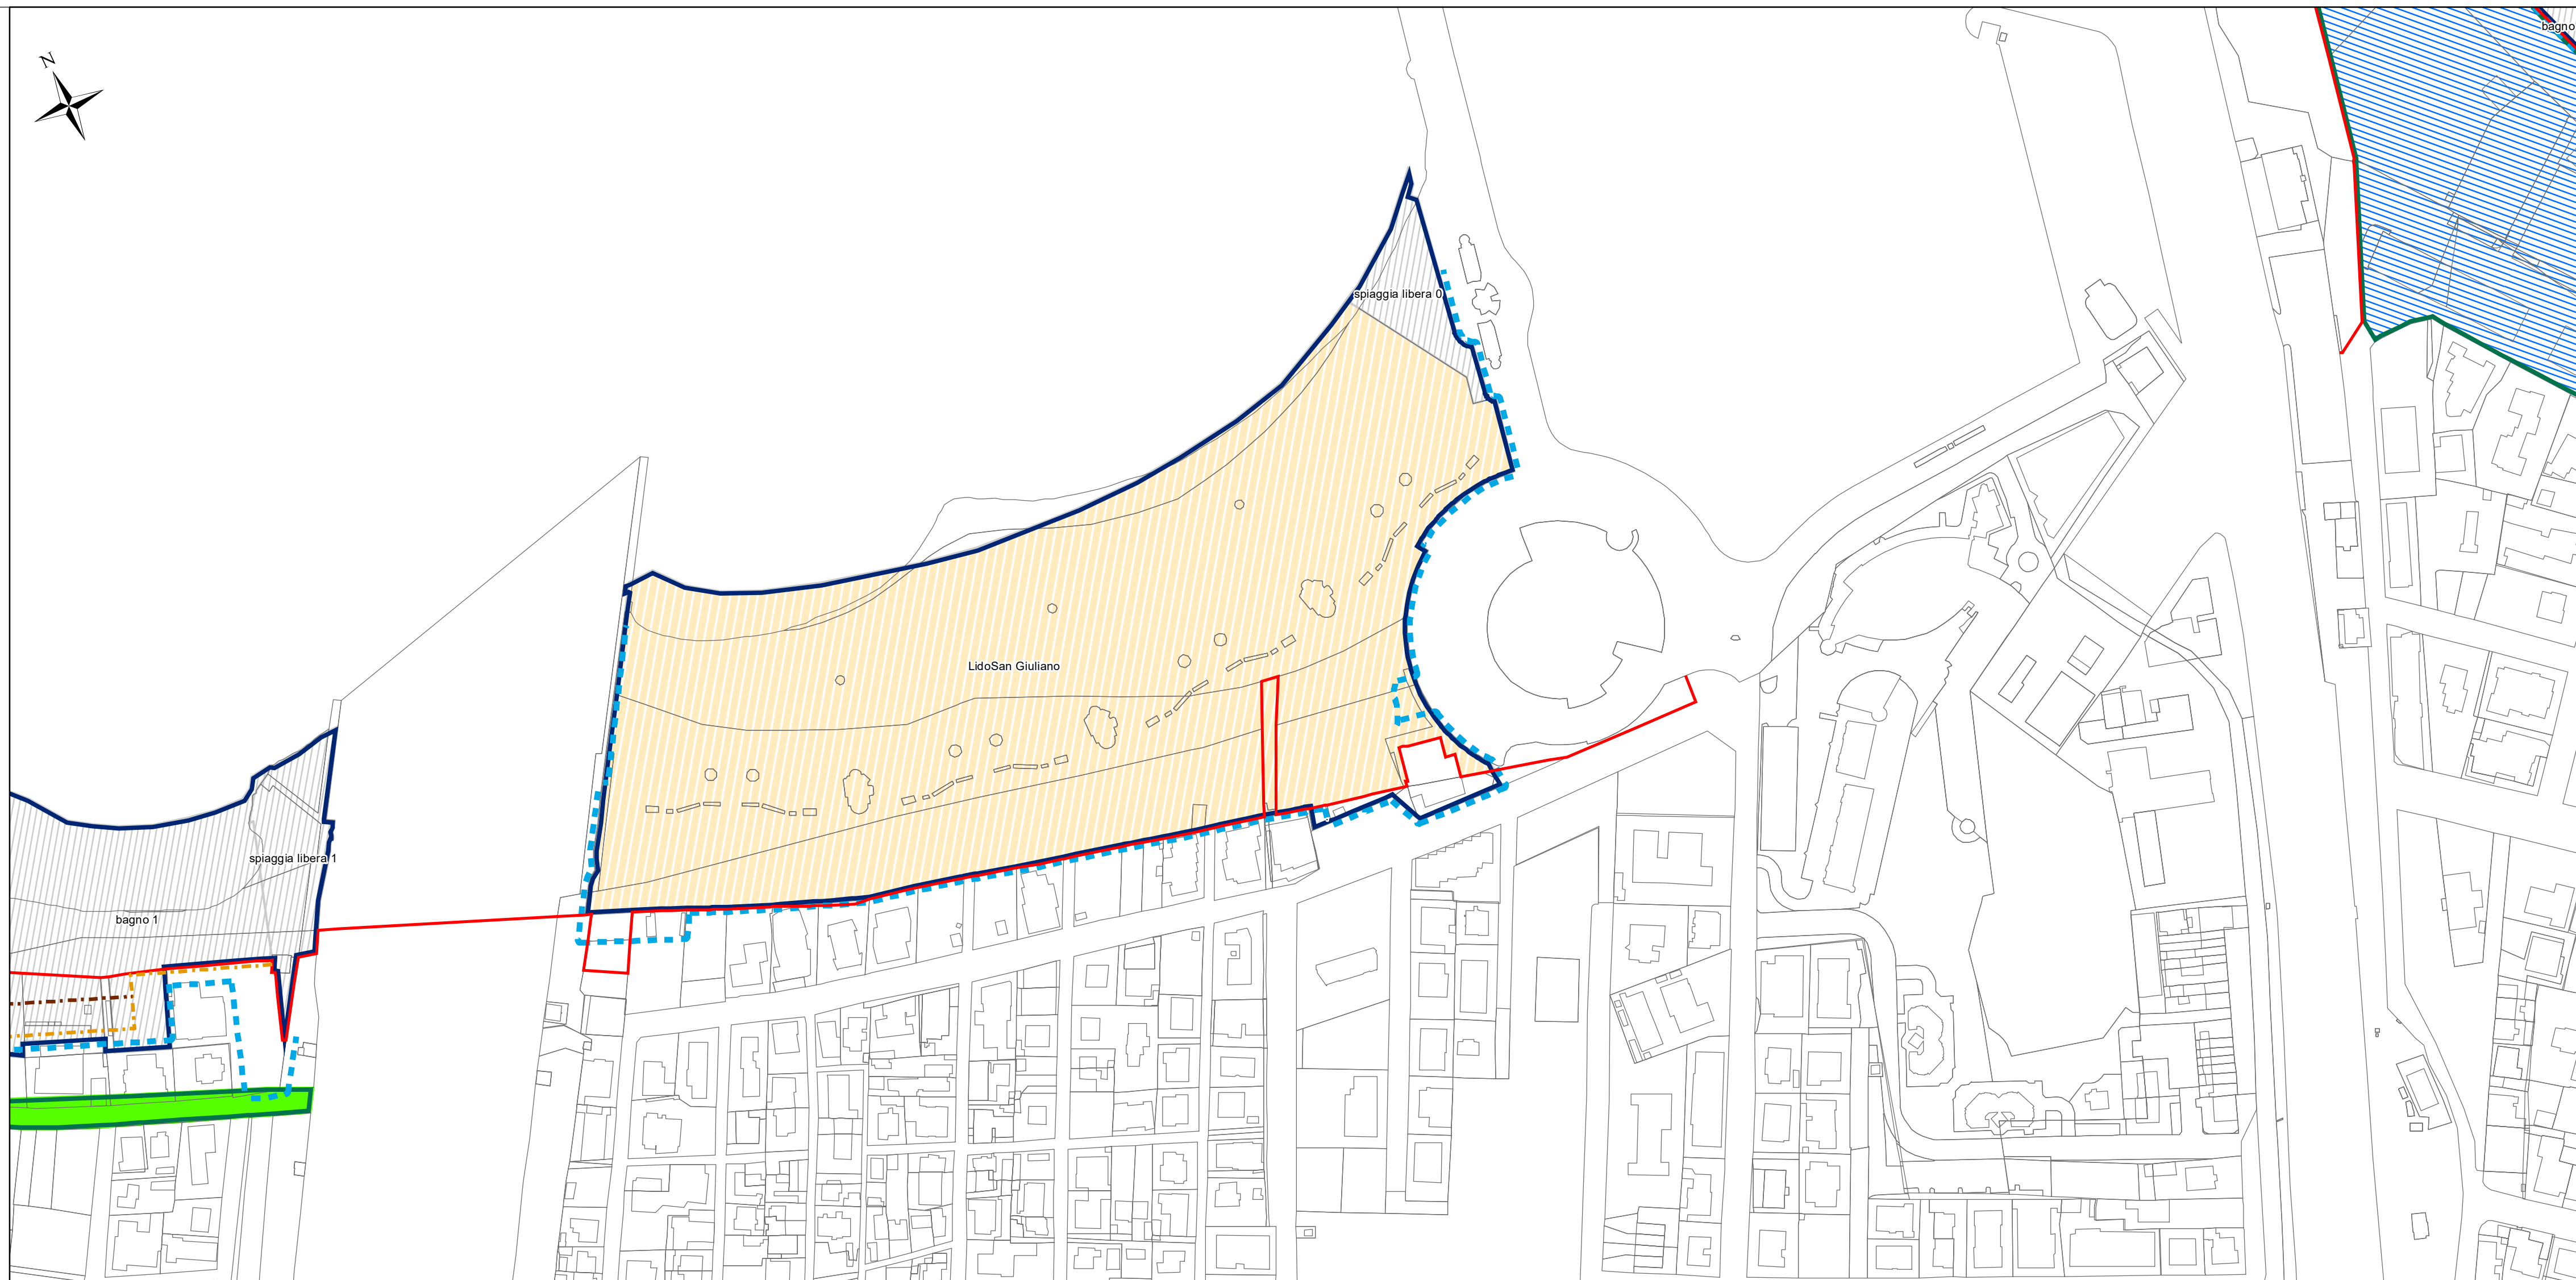 bagno
N
spiaggia libera 0
LidoSan Giuliano
spiaggia libera 1
bagno 1